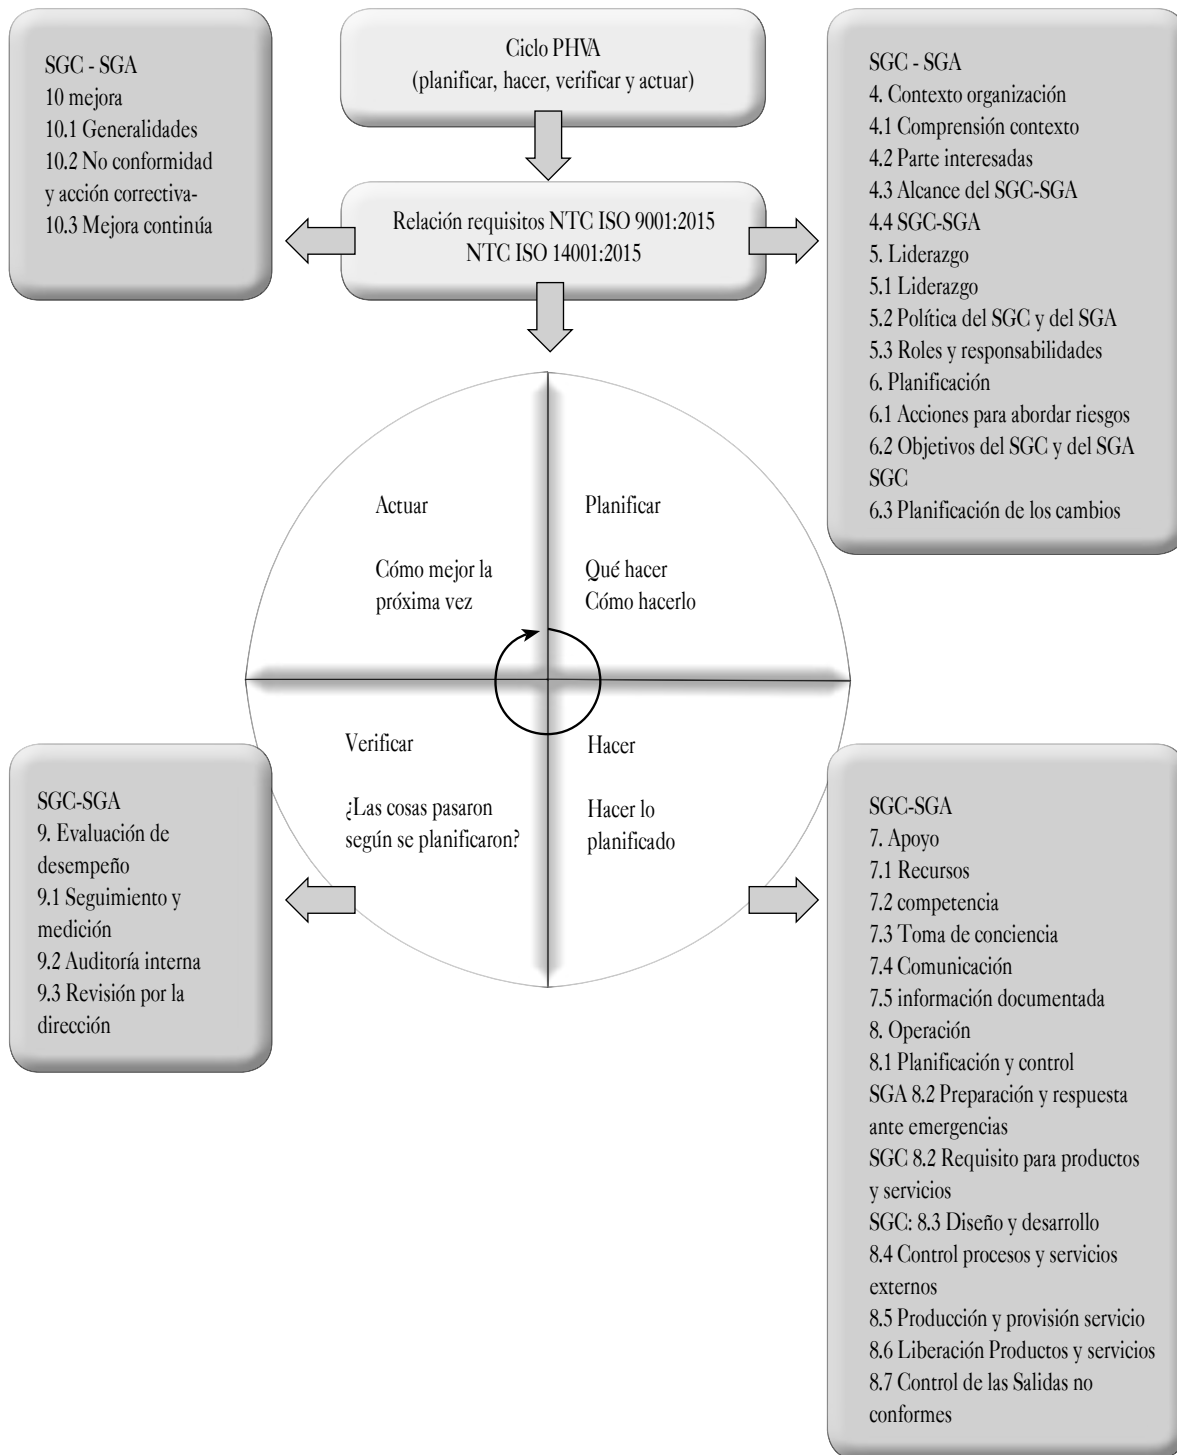 Ciclo PHVA
(planificar, hacer, verificar y actuar)
Relación requisitos NTC ISO 9001:2015
NTC ISO 14001:2015
SGC - SGA
10 mejora
10.1 Generalidades
10.2 No conformidad
y acción correctiva-
10.3 Mejora continúa
SGC - SGA
4. Contexto organización
4.1 Comprensión contexto
4.2 Parte interesadas
4.3 Alcance del SGC-SGA
4.4 SGC-SGA
5. Liderazgo
5.1 Liderazgo
5.2 Política del SGC y del SGA
5.3 Roles y responsabilidades
6. Planificación
6.1 Acciones para abordar riesgos
6.2 Objetivos del SGC y del SGA
SGC
6.3 Planificación de los cambios
Actuar
Cómo mejor la
próxima vez
Planificar
Qué hacer
Cómo hacerlo
Verificar
¿Las cosas pasaron
según se planificaron?
Hacer
Hacer lo
planificado
SGC-SGA
9. Evaluación de
desempeño
9.1 Seguimiento y
medición
9.2 Auditoría interna
9.3 Revisión por la
dirección
SGC-SGA
7. Apoyo
7.1 Recursos
7.2 competencia
7.3 Toma de conciencia
7.4 Comunicación
7.5 información documentada
8. Operación
8.1 Planificación y control
SGA 8.2 Preparación y respuesta
ante emergencias
SGC 8.2 Requisito para productos
y servicios
SGC: 8.3 Diseño y desarrollo
8.4 Control procesos y servicios
externos
8.5 Producción y provisión servicio
8.6 Liberación Productos y servicios
8.7 Control de las Salidas no
conformes